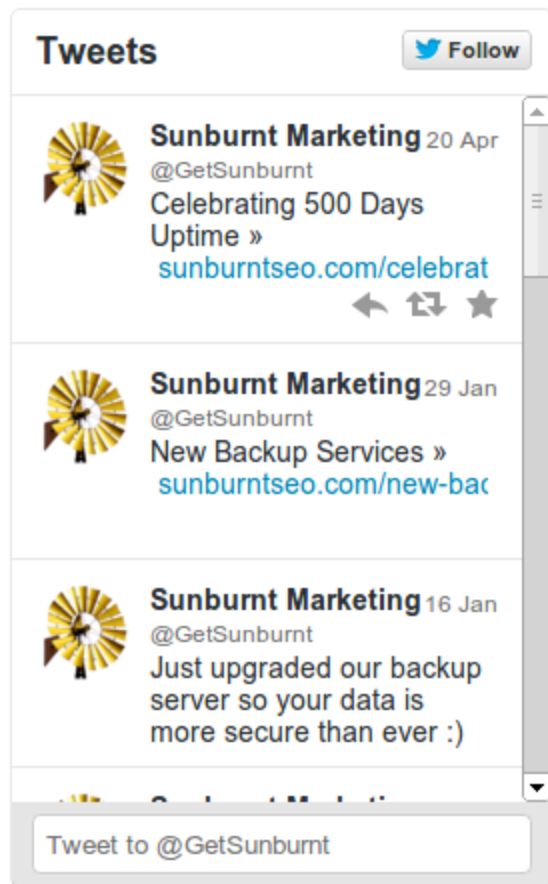 Tweets
Follow
Sunburnt Marketing 20 Apr
@GetSunburnt
Celebrating 500 Days
Uptime »
sunburntseo.com/celebrat
Sunburnt Marketing 29 Jan
@GetSunburnt
New Backup Services »
sunburntseo.com/new-bac
Sunburnt Marketing 16 Jan
@GetSunburnt
Just upgraded our backup
server so your data is
more secure than ever :)
Tweet to @GetSunburnt